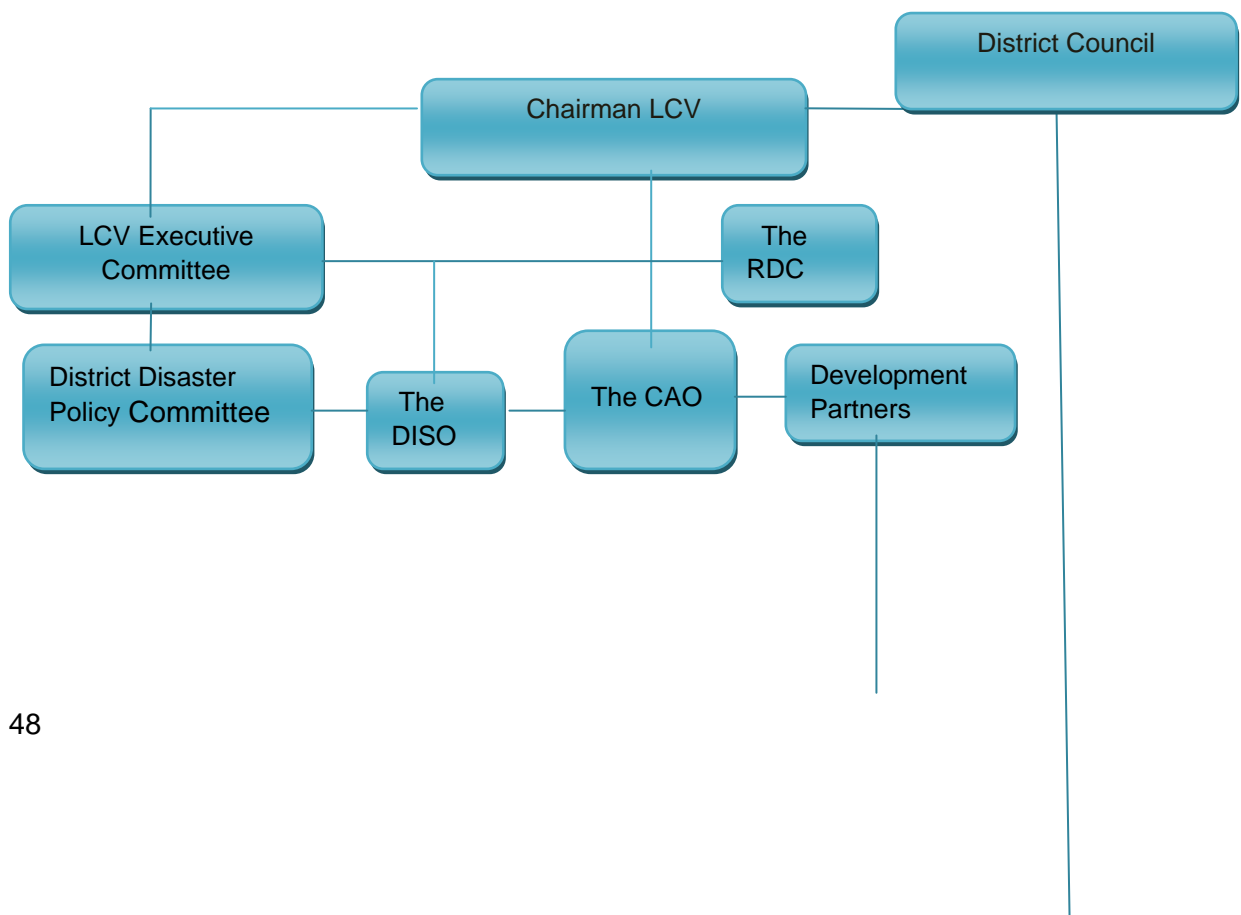 District Council
Chairman LCV
LCV Executive
Committee
The
RDC
District Disaster
Policy Committee
The
DISO
The CAO
Development
Partners
48